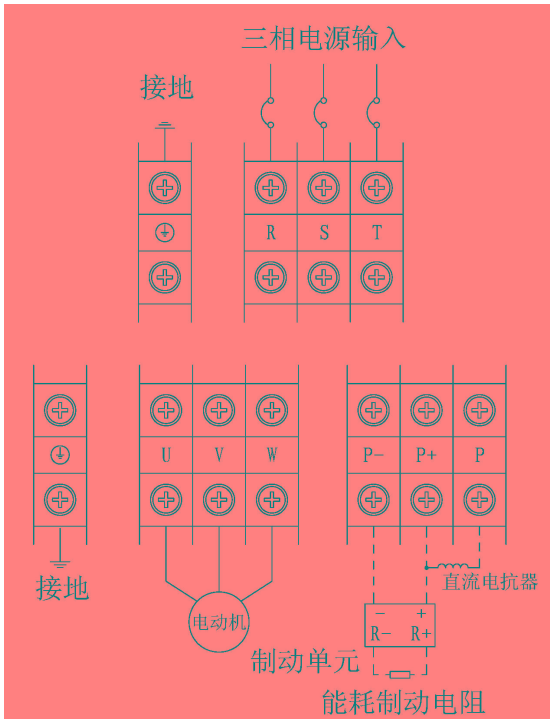 三相电源输入
接地
R S T
U V W
P- P+ P
接地
直流电抗器
电动机
- +
R- R+
制动单元
能耗制动电阻